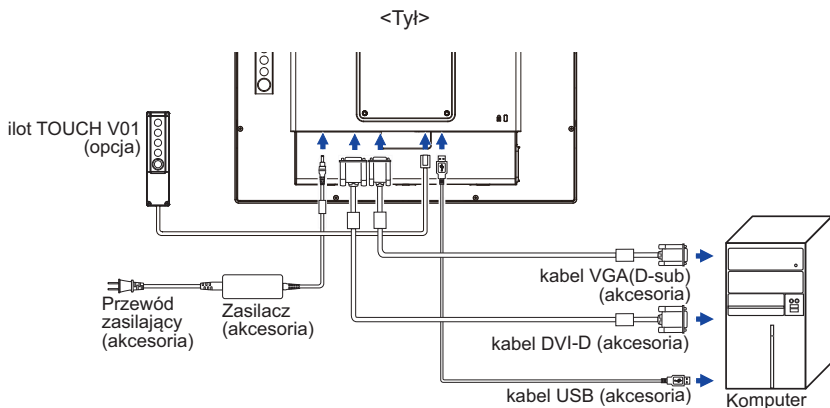 <Tył>
ilot TOUCH V01
(opcja)
Przewód
zasilający
(akcesoria)
Zasilacz
(akcesoria)
kabel VGA(D-sub)
(akcesoria)
kabel DVI-D (akcesoria)
kabel USB (akcesoria)
Komputer